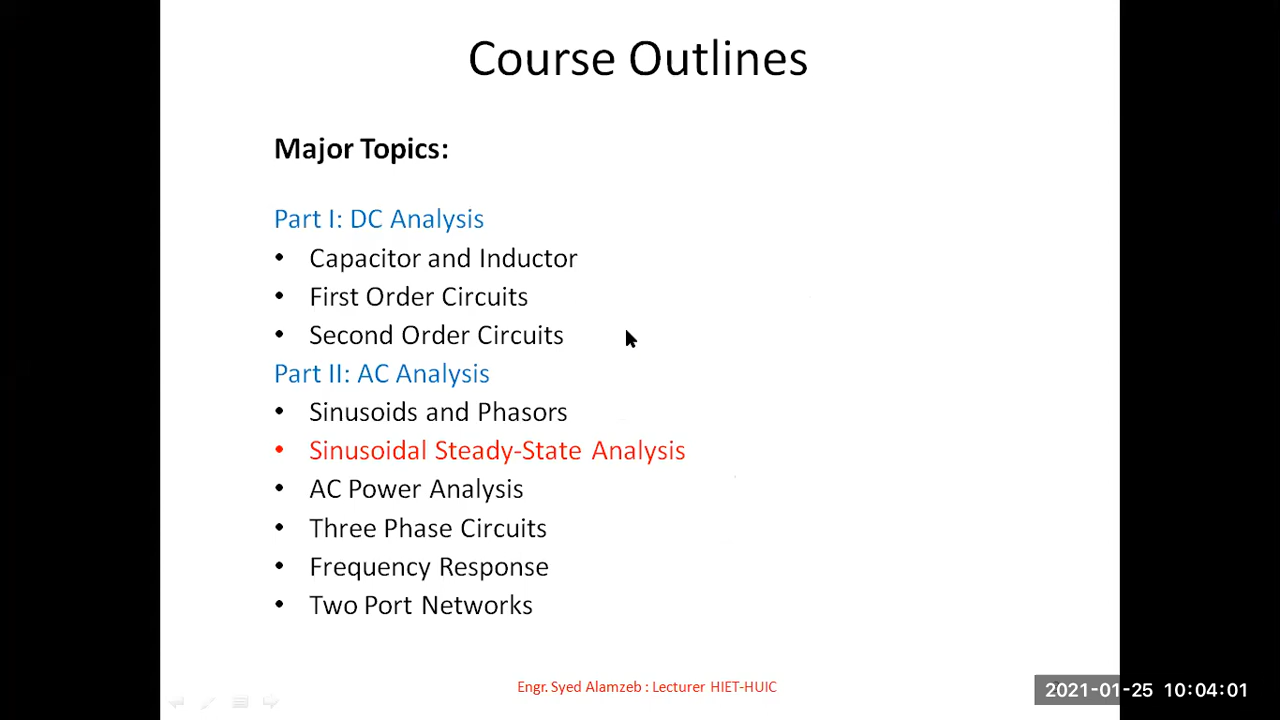 Course Outlines
Major Topics:
Part I: DC Analysis
• Capacitor and Inductor
• First Order Circuits
• Second Order Circuits
Part II: AC Analysis
• Sinusoids and Phasors
• Sinusoidal Steady-State Analysis
• AC Power Analysis
• Three Phase Circuits
• Frequency Response
• Two Port Networks
Engr. Syed Alamzeb : Lecturer HIET-HUIC
2021-01-25 10:04:01